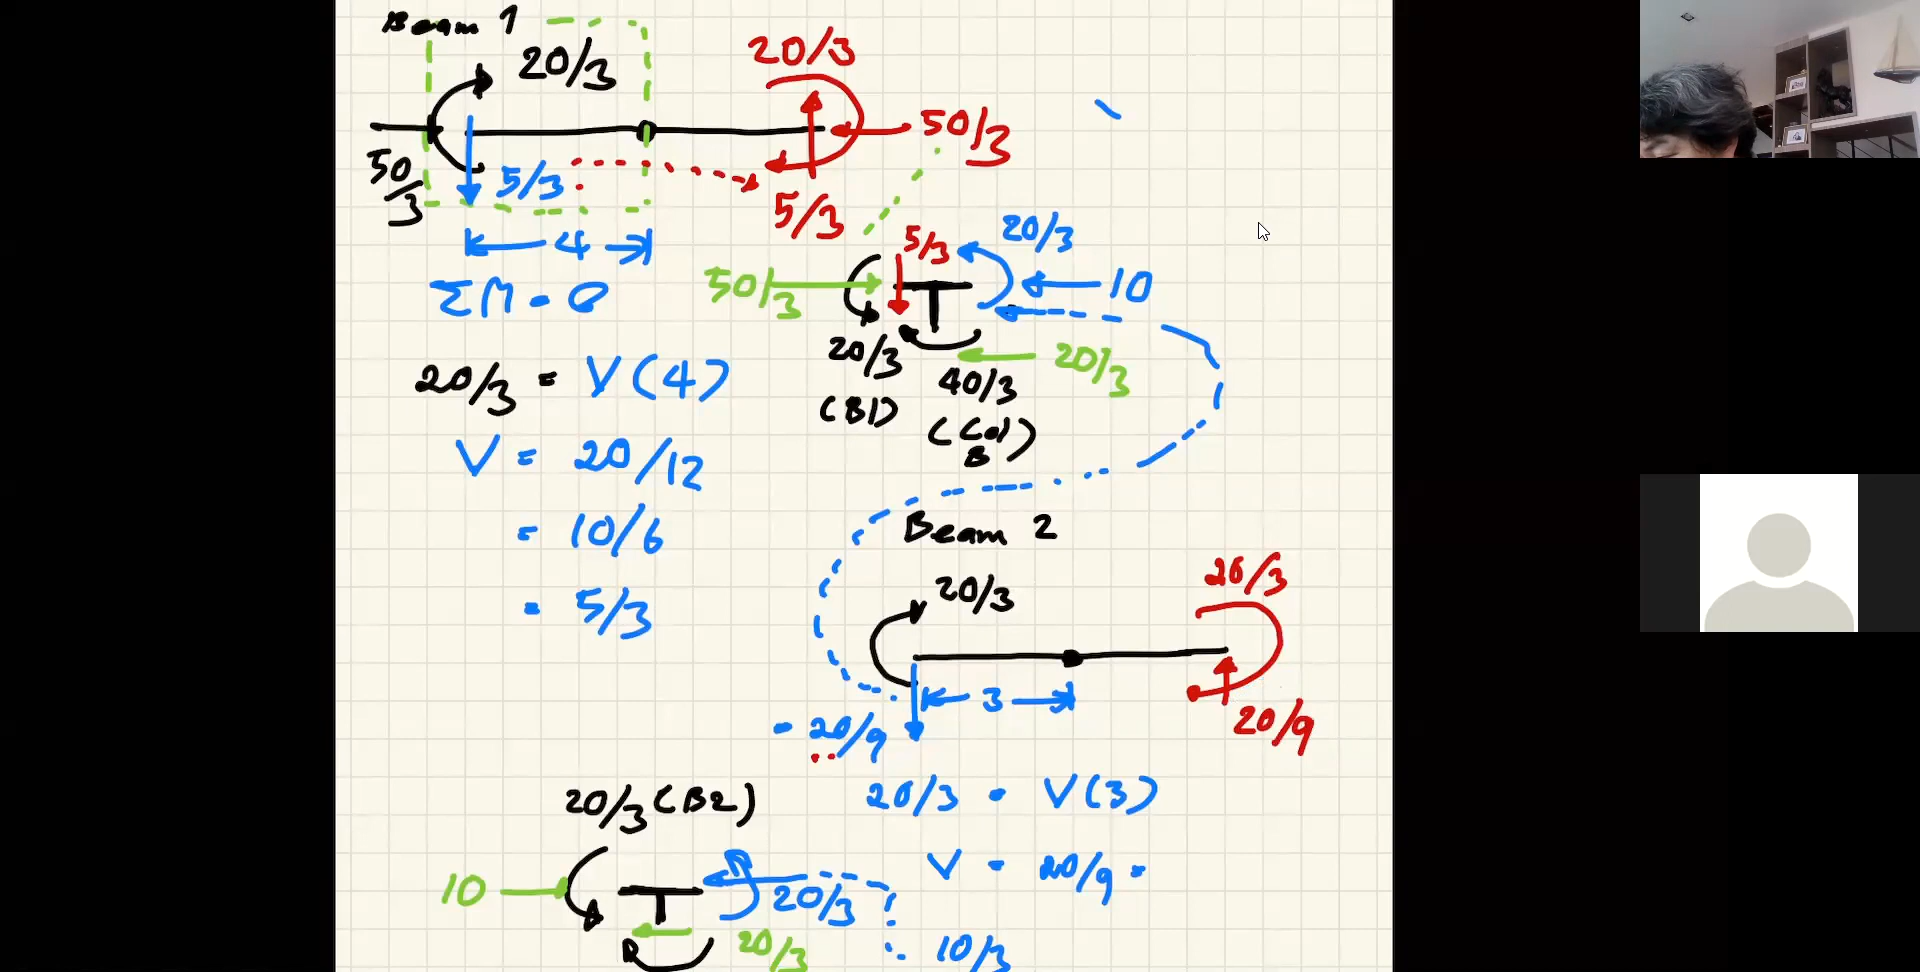 Beam 1
20/3
20/3
50/3
50/3
5/3
5/3
4
5/3
20/3
ΣM = 0
50/3
10
20/3
20/3
20/3 = V(4)
40/3
(B1)
(Col B)
V = 20/12
= 10/6
Beam 2
= 5/3
20/3
20/3
3
= 20/9
20/9
20/3 = V(3)
20/3 (B2)
V = 20/9 =
10
20/3
20/3
10/3